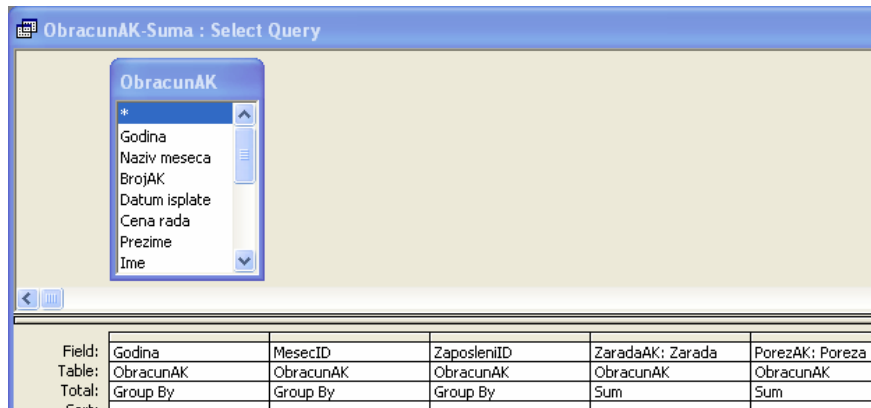 ObracunAK-Suma : Select Query
ObracunAK
*
Godina
Naziv meseca
BrojAK
Datum isplate
Cena rada
Prezime
Ime
Field: Godina MesecID ZaposleniID ZaradaAK: Zarada PorezAK: Poreza
Table: ObracunAK ObracunAK ObracunAK ObracunAK ObracunAK
Total: Group By Group By Group By Sum Sum